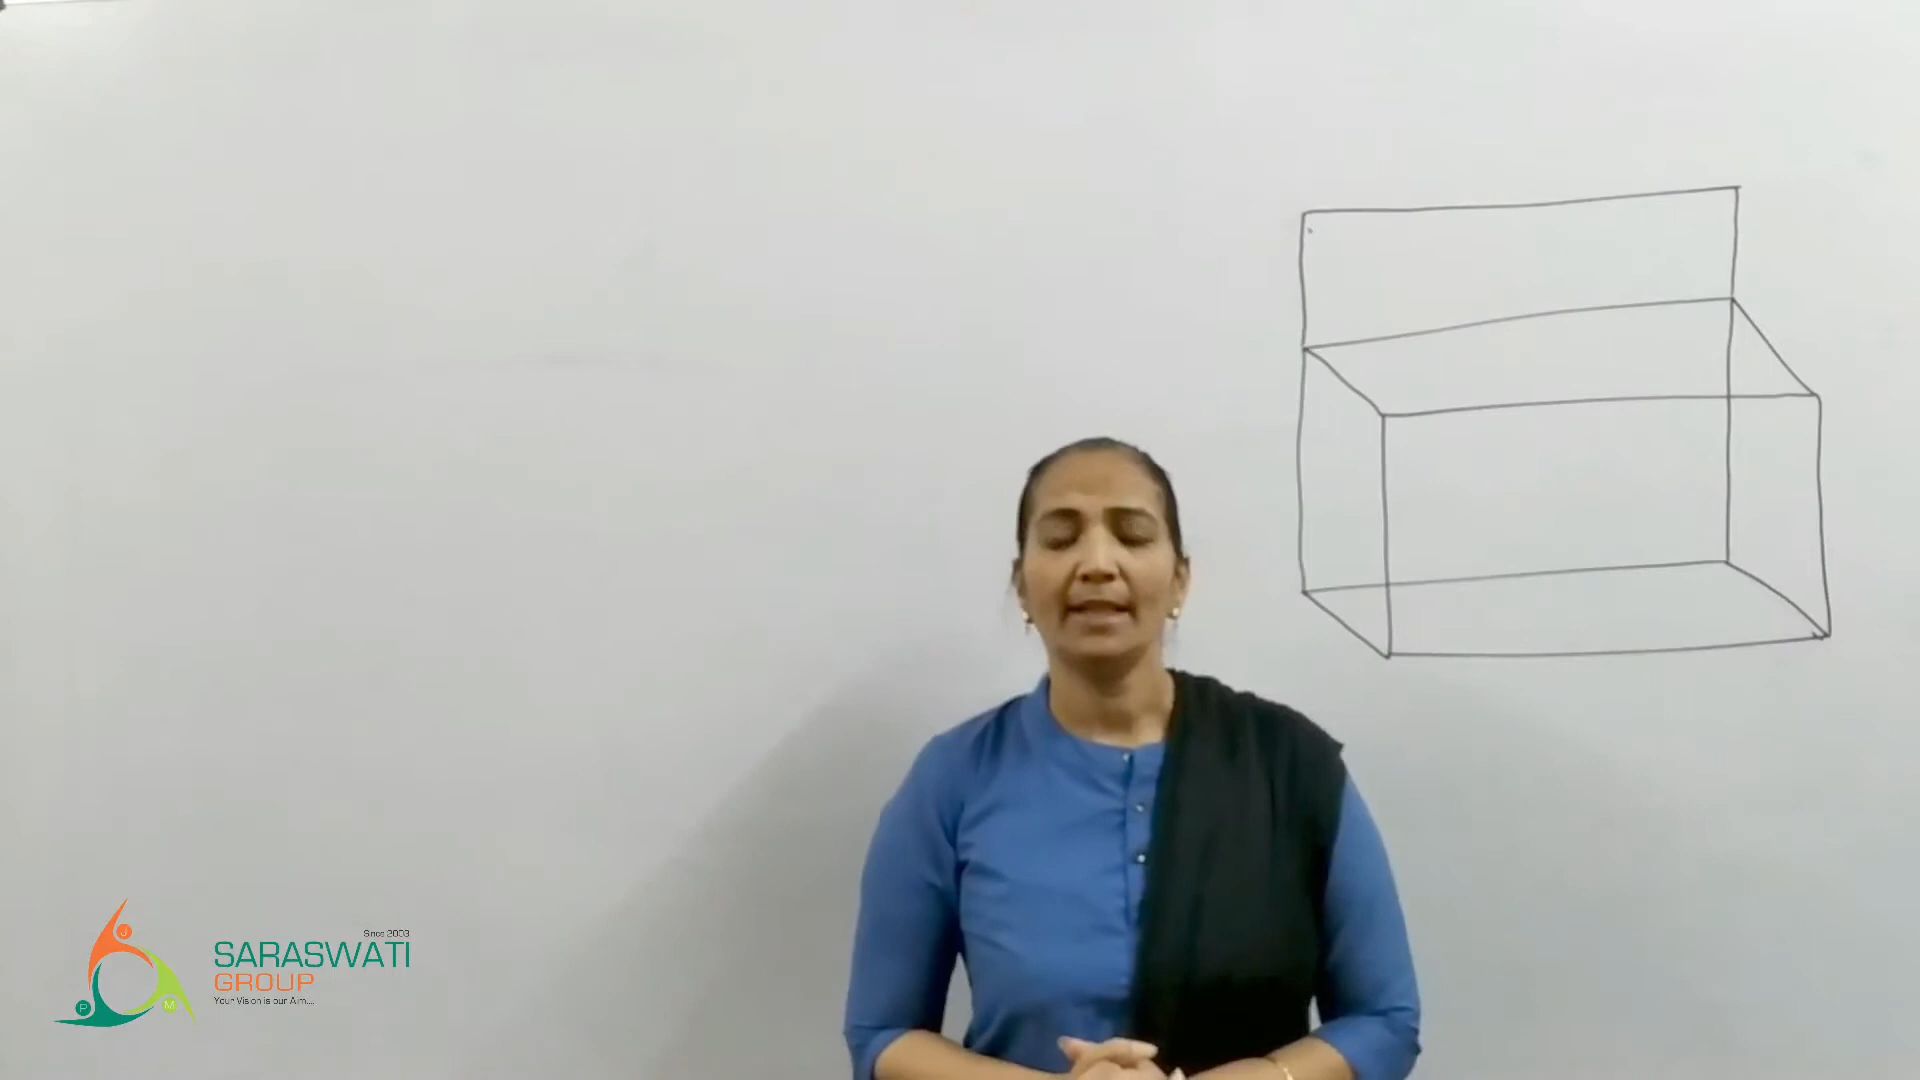 Since 2003
SARASWATI
GROUP
Your Vision is our Aim....
J
P
M